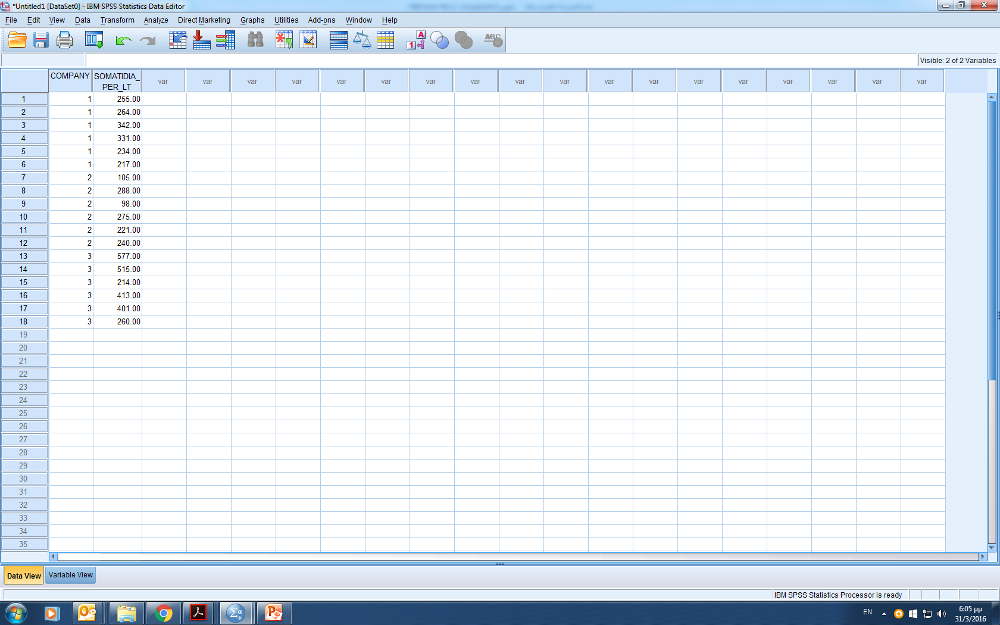 *Untitled1 [DataSet0] - IBM SPSS Statistics Data Editor
File Edit View Data Transform Analyze Direct Marketing Graphs Utilities Add-ons Window Help
Visible: 2 of 2 Variables
COMPANY SOMATIDIA_PER_LT var var var var var var var var var var var var var var var var var var
1 1 255.00
2 1 264.00
3 1 342.00
4 1 331.00
5 1 234.00
6 1 217.00
7 2 105.00
8 2 288.00
9 2 98.00
10 2 275.00
11 2 221.00
12 2 240.00
13 3 577.00
14 3 515.00
15 3 214.00
16 3 413.00
17 3 401.00
18 3 260.00
19
20
21
22
23
24
25
26
27
28
29
30
31
32
33
34
35
Data View Variable View
IBM SPSS Statistics Processor is ready
EN 6:05 μμ
31/3/2016